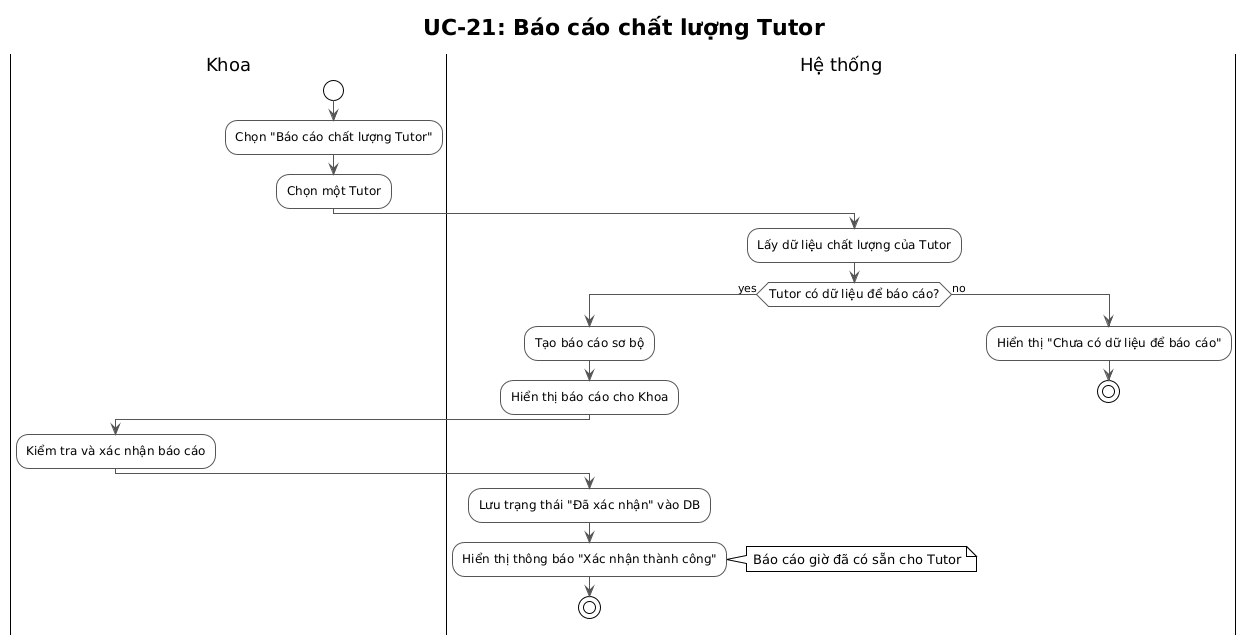 UC-21: Báo cáo chất lượng Tutor
Khoa
Hệ thống
Chọn "Báo cáo chất lượng Tutor"
Chọn một Tutor
Lấy dữ liệu chất lượng của Tutor
Tutor có dữ liệu để báo cáo?
yes
no
Tạo báo cáo sơ bộ
Hiển thị "Chưa có dữ liệu để báo cáo"
Hiển thị báo cáo cho Khoa
Kiểm tra và xác nhận báo cáo
Lưu trạng thái "Đã xác nhận" vào DB
Hiển thị thông báo "Xác nhận thành công"
Báo cáo giờ đã có sẵn cho Tutor